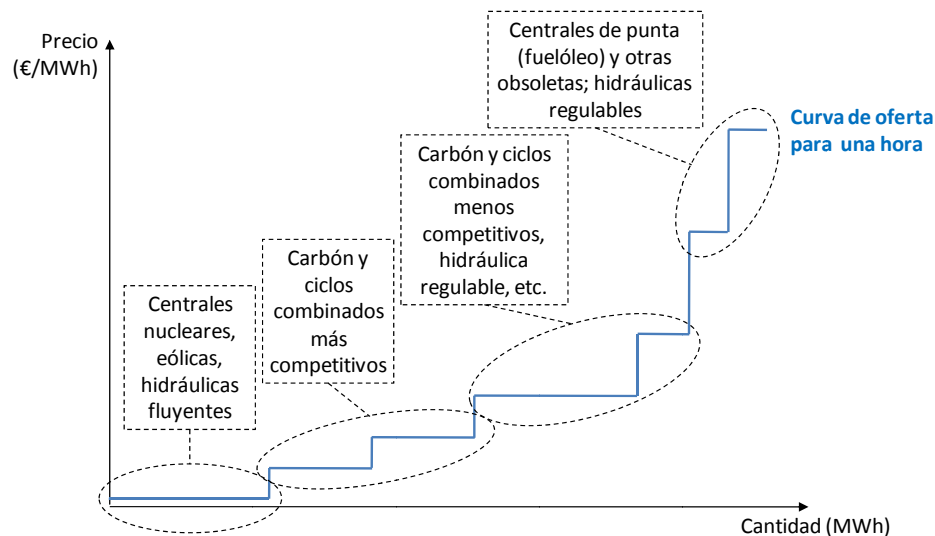 Precio
(€/MWh)
Centrales de punta
(fuelóleo) y otras
obsoletas; hidráulicas
regulables
Curva de oferta
para una hora
Carbón y ciclos
combinados
menos
competitivos,
hidráulica
regulable, etc.
Carbón y
ciclos
combinados
más
competitivos
Centrales
nucleares,
eólicas,
hidráulicas
fluyentes
Cantidad (MWh)